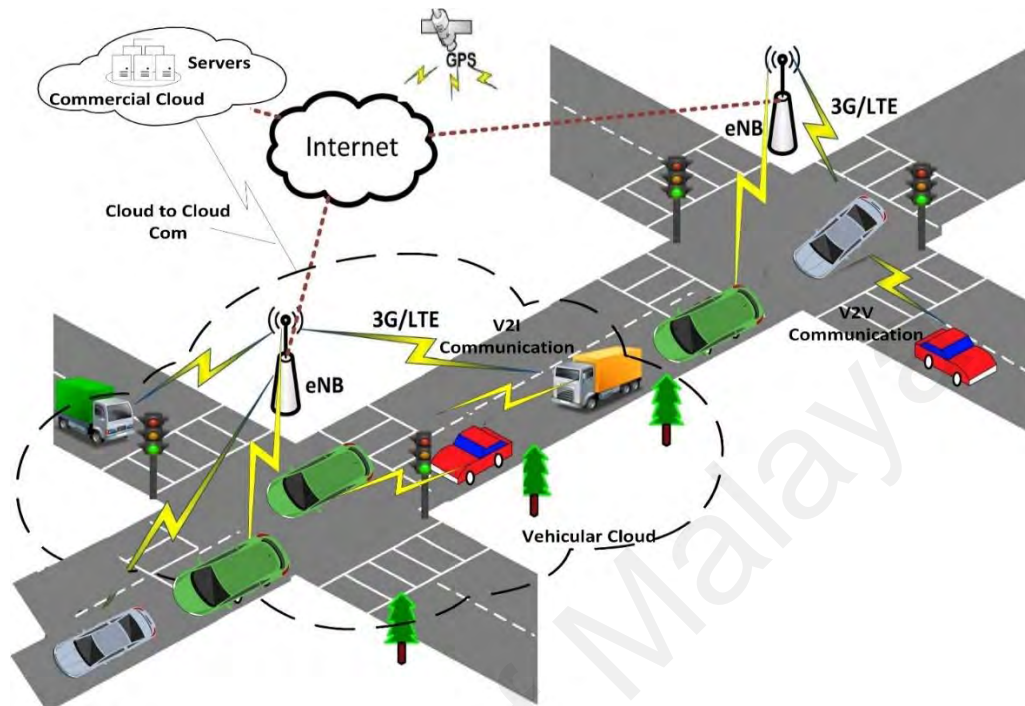 Servers
Commercial Cloud
GPS
Internet
eNB
3G/LTE
Cloud to Cloud
Com
3G/LTE
V2I
Communication
eNB
V2V
Communication
Vehicular Cloud
Malaya